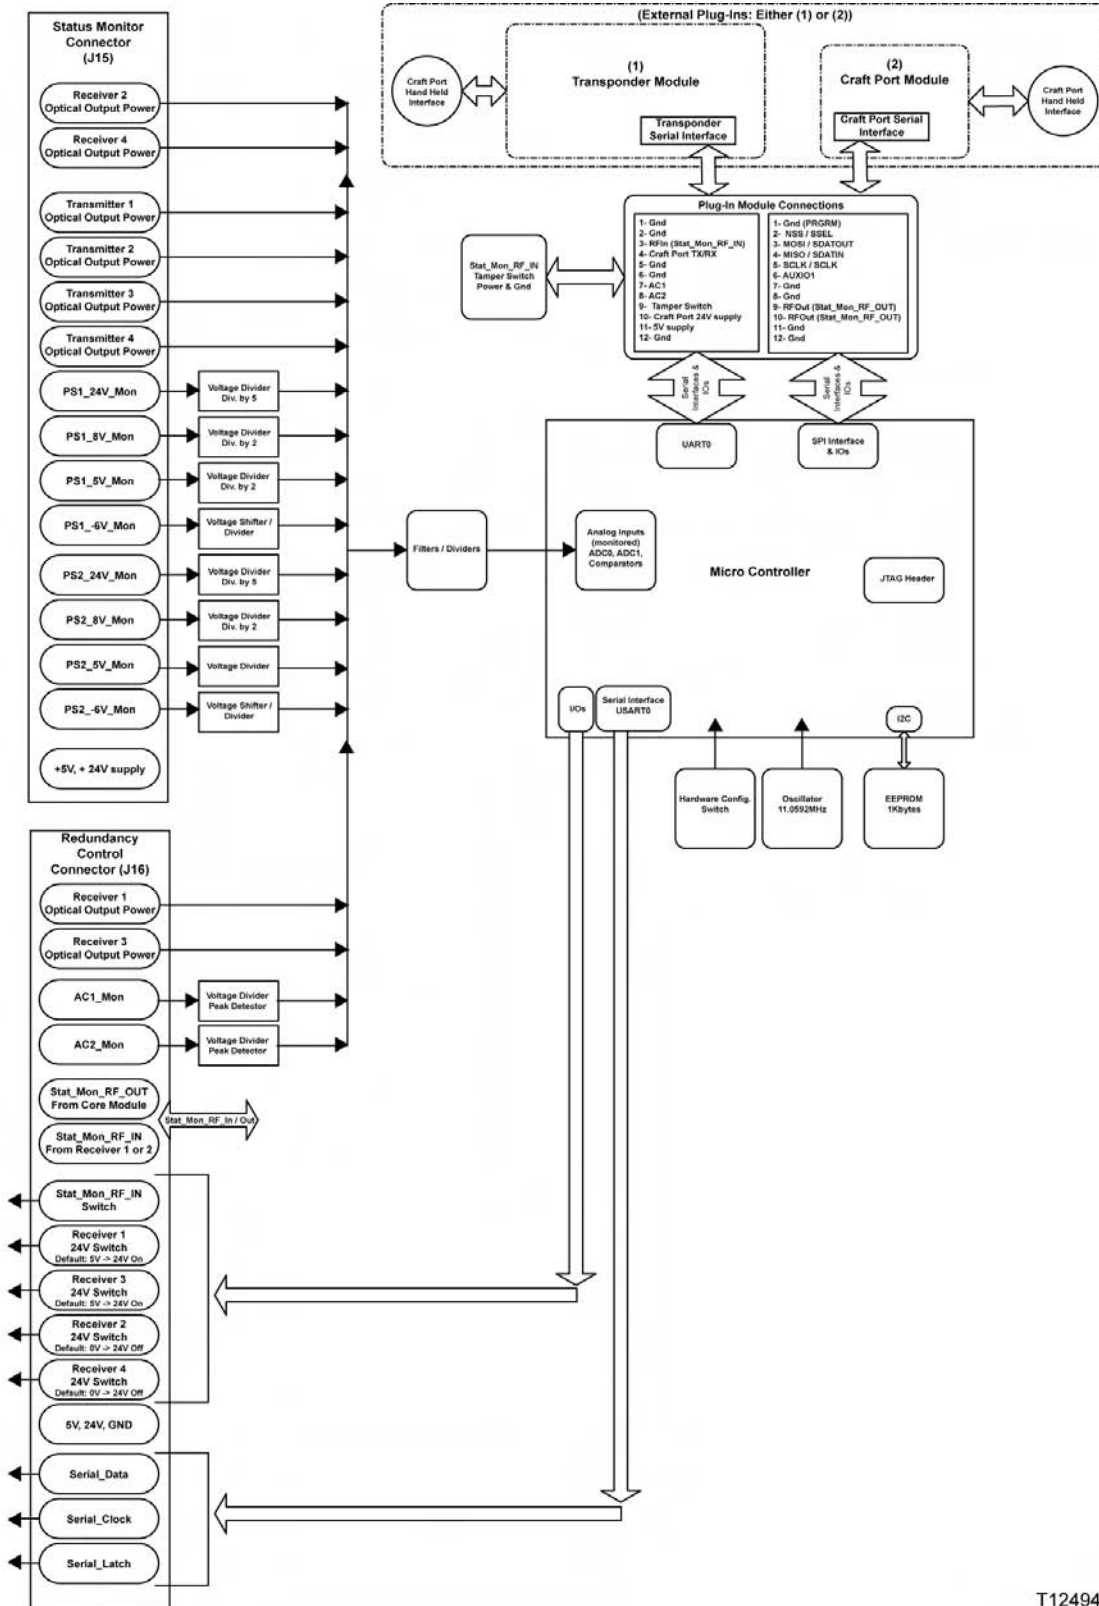 (External Plug-Ins: Either (1) or (2))
Status Monitor
Connector
(J15)
Receiver 2
Optical Output Power
Receiver 4
Optical Output Power
Transmitter 1
Optical Output Power
Transmitter 2
Optical Output Power
Transmitter 3
Optical Output Power
Transmitter 4
Optical Output Power
PS1_24V_Mon
Voltage Divider
Div. by 5
PS1_8V_Mon
Voltage Divider
Div. by 2
PS1_5V_Mon
Voltage Divider
Div. by 2
PS1_-6V_Mon
Voltage Shifter /
Divider
PS2_24V_Mon
Voltage Divider
Div. by 5
PS2_8V_Mon
Voltage Divider
Div. by 2
PS2_5V_Mon
Voltage Divider
PS2_-6V_Mon
Voltage Shifter /
Divider
+5V, + 24V supply
Craft Port
Hand Held
Interface
(1)
Transponder Module
Transponder
Serial Interface
(2)
Craft Port Module
Craft Port Serial
Interface
Craft Port
Hand Held
Interface
Stat_Mon_RF_IN
Tamper Switch
Power & Gnd
Plug-In Module Connections
1- Gnd
2- Gnd
3- RFIn (Stat_Mon_RF_IN)
4- Craft Port TX/RX
5- Gnd
6- Gnd
7- AC1
8- AC2
9- Tamper Switch
10- Craft Port 24V supply
11- 5V supply
12- Gnd
1- Gnd (PRGRM)
2- NSS / SSEL
3- MOSI / SDATOUT
4- MISO / SDATIN
5- SCLK / SCLK
6- AUXIO1
7- Gnd
8- Gnd
9- RFOut (Stat_Mon_RF_OUT)
10- RFOut (Stat_Mon_RF_OUT)
11- Gnd
12- Gnd
Serial
Interfaces &
IOs
Serial
Interfaces &
IOs
UART0
SPI Interface
& IOs
Filters / Dividers
Analog Inputs
(monitored)
ADC0, ADC1,
Comparators
Micro Controller
JTAG Header
I/Os
Serial Interface
USART0
I2C
Hardware Config.
Switch
Oscillator
11.0592MHz
EEPROM
1Kbytes
Redundancy
Control
Connector (J16)
Receiver 1
Optical Output Power
Receiver 3
Optical Output Power
AC1_Mon
Voltage Divider
Peak Detector
AC2_Mon
Voltage Divider
Peak Detector
Stat_Mon_RF_OUT
From Core Module
Stat_Mon_RF_In / Out
Stat_Mon_RF_IN
From Receiver 1 or 2
Stat_Mon_RF_IN
Switch
Receiver 1
24V Switch
Default: 5V -> 24V On
Receiver 3
24V Switch
Default: 5V -> 24V On
Receiver 2
24V Switch
Default: 0V -> 24V Off
Receiver 4
24V Switch
Default: 0V -> 24V Off
5V, 24V, GND
Serial_Data
Serial_Clock
Serial_Latch
T12494